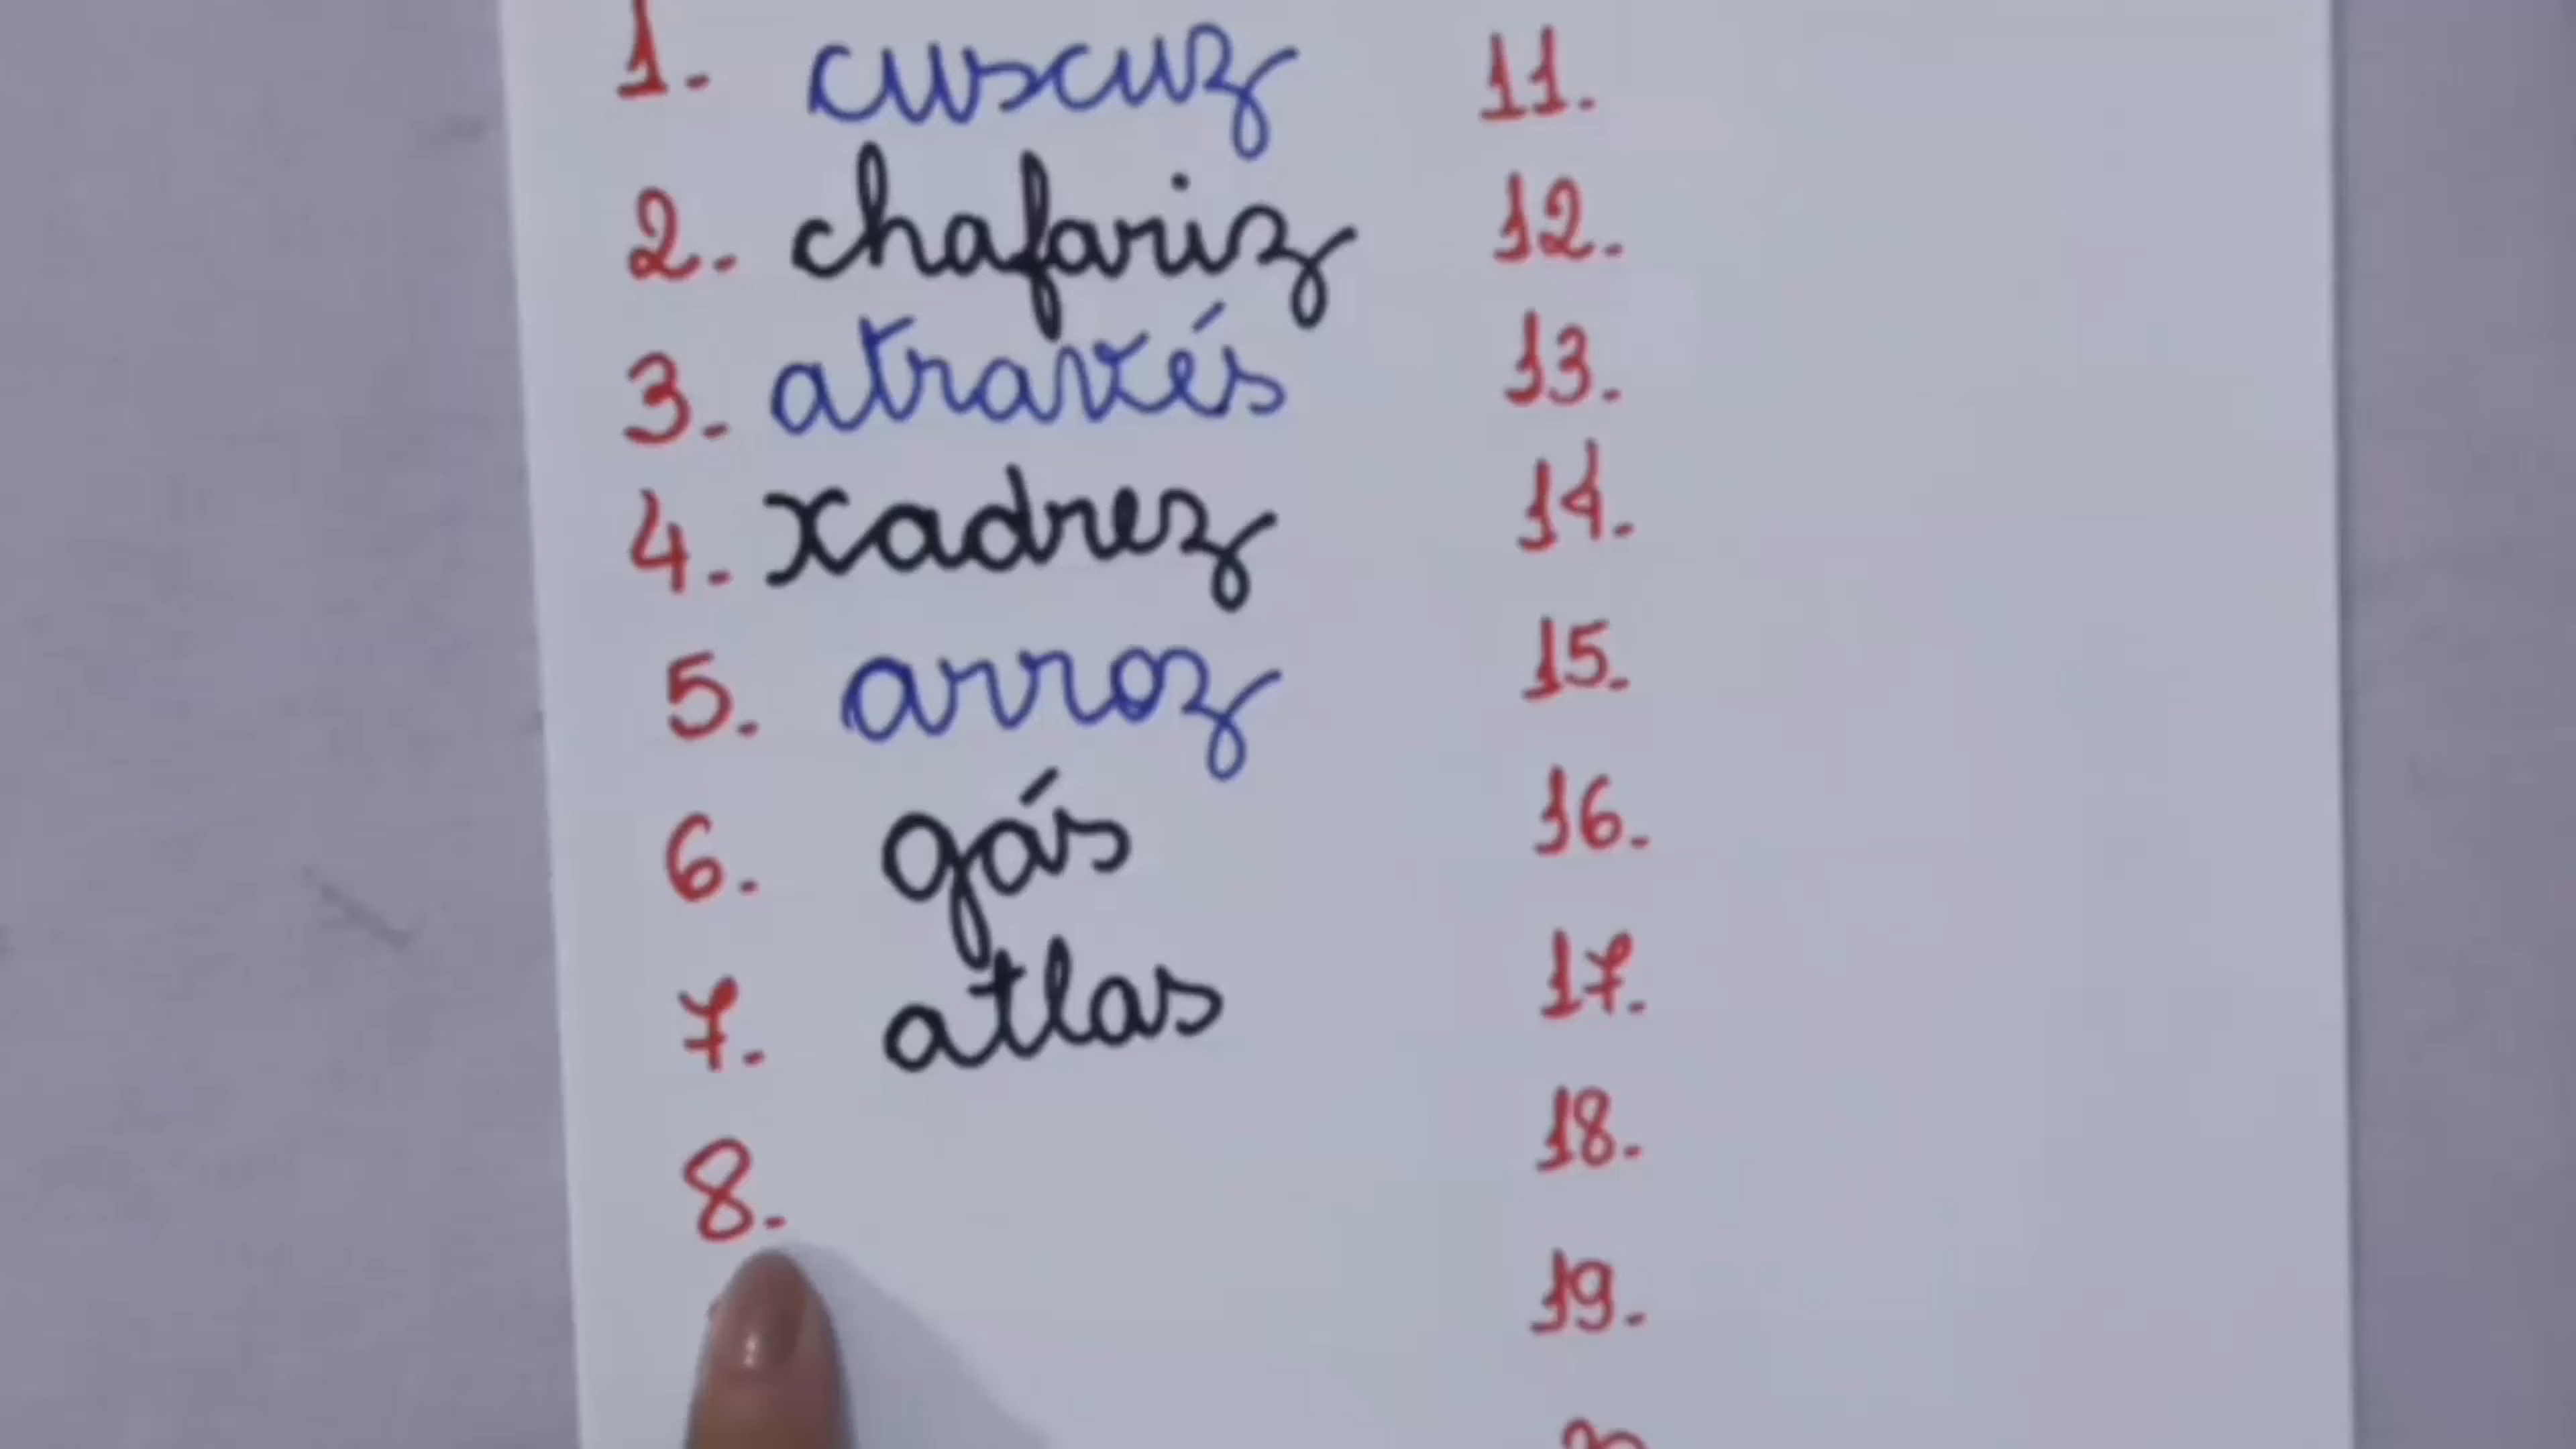 1. cuscuz
2. chafariz
3. através
4. xadrez
5. arroz
6. gás
7. atlas
8.
11.
12.
13.
14.
15.
16.
17.
18.
19.